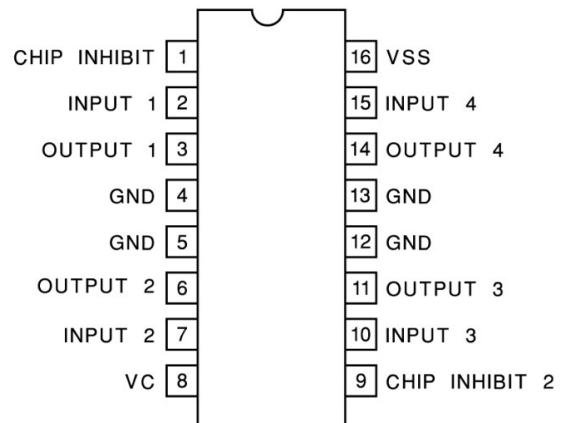 CHIP INHIBIT 1
INPUT 1 2
OUTPUT 1 3
GND 4
GND 5
OUTPUT 2 6
INPUT 2 7
VC 8
16 VSS
15 INPUT 4
14 OUTPUT 4
13 GND
12 GND
11 OUTPUT 3
10 INPUT 3
9 CHIP INHIBIT 2